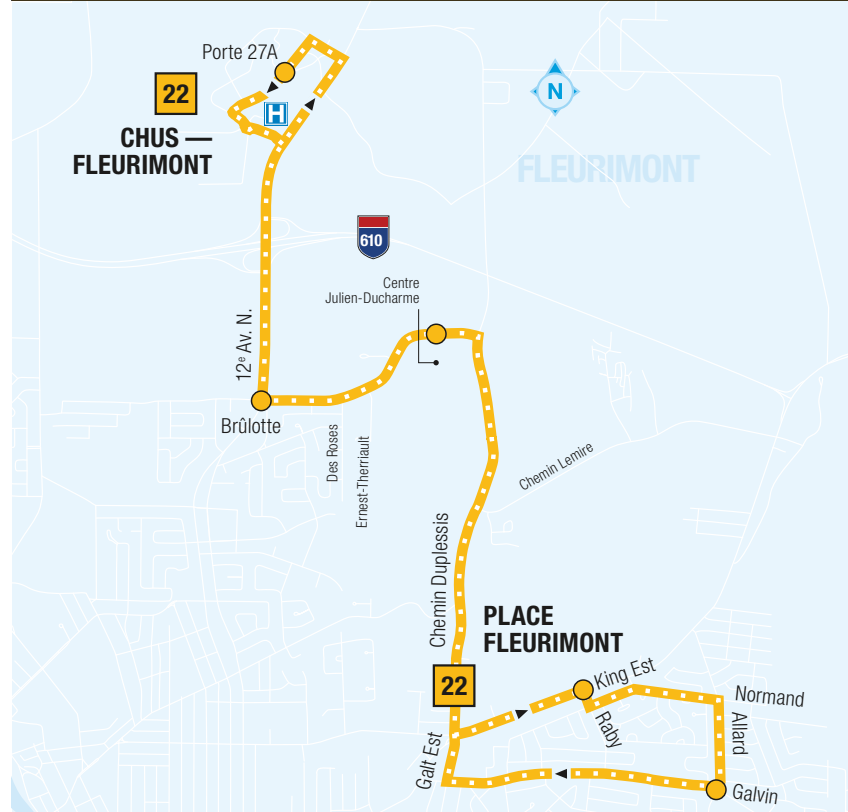 Porte 27A
22
CHUS —
FLEURIMONT
H
N
FLEURIMONT
610
Centre
Julien-Ducharme
12e Av. N.
Brûlotte
Des Roses
Ernest-Therriault
Chemin Lemire
Chemin Duplessis
PLACE
FLEURIMONT
22
King Est
Normand
Raby
Allard
Galt Est
Galvin